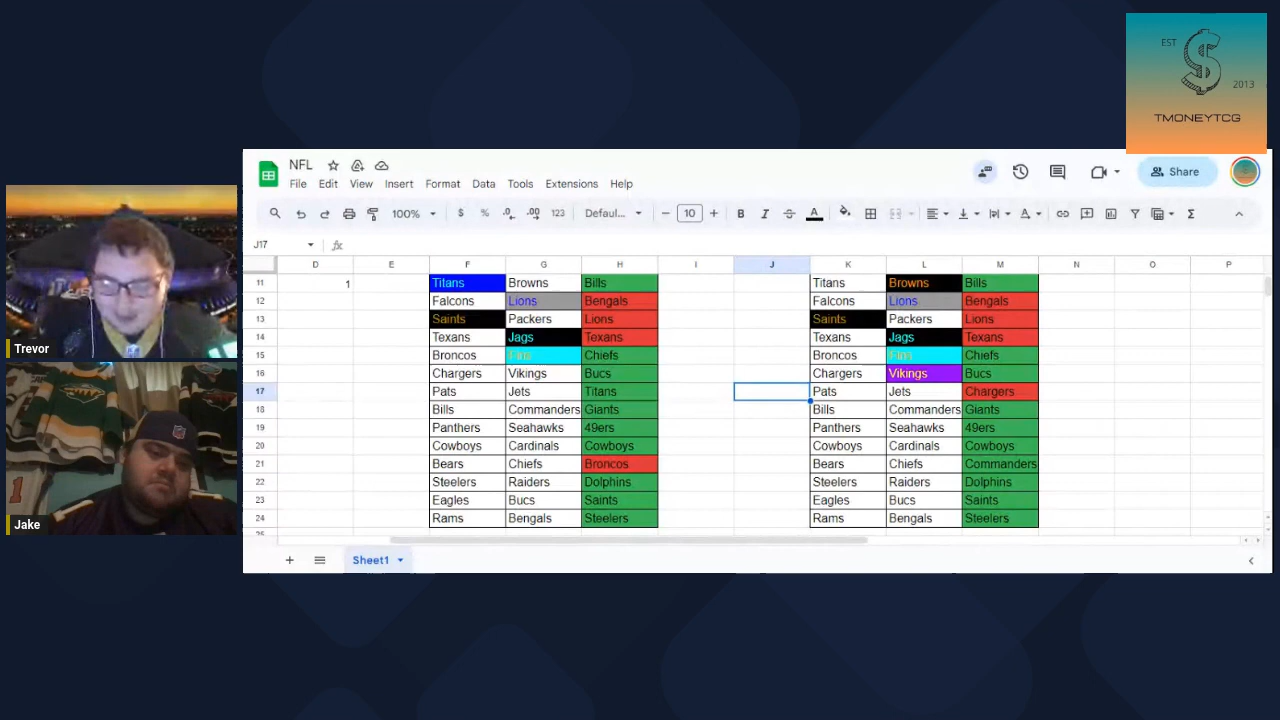 EST
2013
TMONEYTCG
NFL
File Edit View Insert Format Data Tools Extensions Help
Share
100% $ % .0 .00 123 Defaul... 10 B I A
J17 fx
D E F G H I J K L M N O P
11 1 Titans Browns Bills Titans Browns Bills
12 Falcons Lions Bengals Falcons Lions Bengals
13 Saints Packers Lions Saints Packers Lions
14 Texans Jags Texans Texans Jags Texans
15 Broncos Fins Chiefs Broncos Fins Chiefs
16 Chargers Vikings Bucs Chargers Vikings Bucs
17 Pats Jets Titans Pats Jets Chargers
18 Bills Commanders Giants Bills Commanders Giants
19 Panthers Seahawks 49ers Panthers Seahawks 49ers
20 Cowboys Cardinals Cowboys Cowboys Cardinals Cowboys
21 Bears Chiefs Broncos Bears Chiefs Commanders
22 Steelers Raiders Dolphins Steelers Raiders Dolphins
23 Eagles Bucs Saints Eagles Bucs Saints
24 Rams Bengals Steelers Rams Bengals Steelers
Sheet1
Trevor
Jake